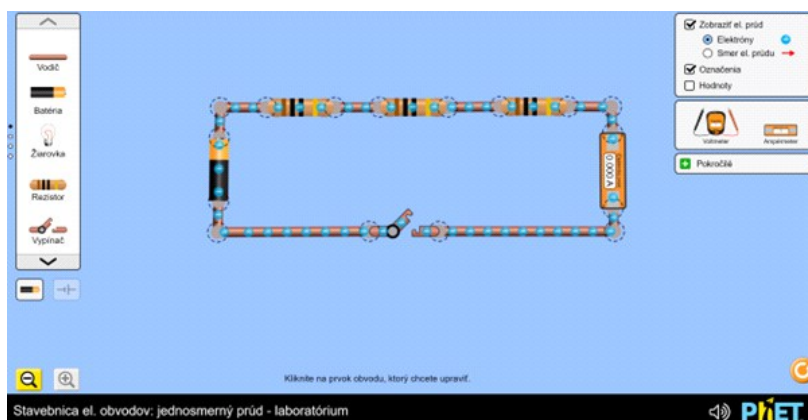 Vodič
Batéria
Žiarovka
Rezistor
Vypínač
Zobraziť el. prúd
Elektróny
Smer el. prúdu
Označenia
Hodnoty
Voltmeter
Ampérmeter
Pokročilé
0.000 A
Kliknite na prvok obvodu, ktorý chcete upraviť.
Stavebnica el. obvodov: jednosmerný prúd - laboratórium
PhET